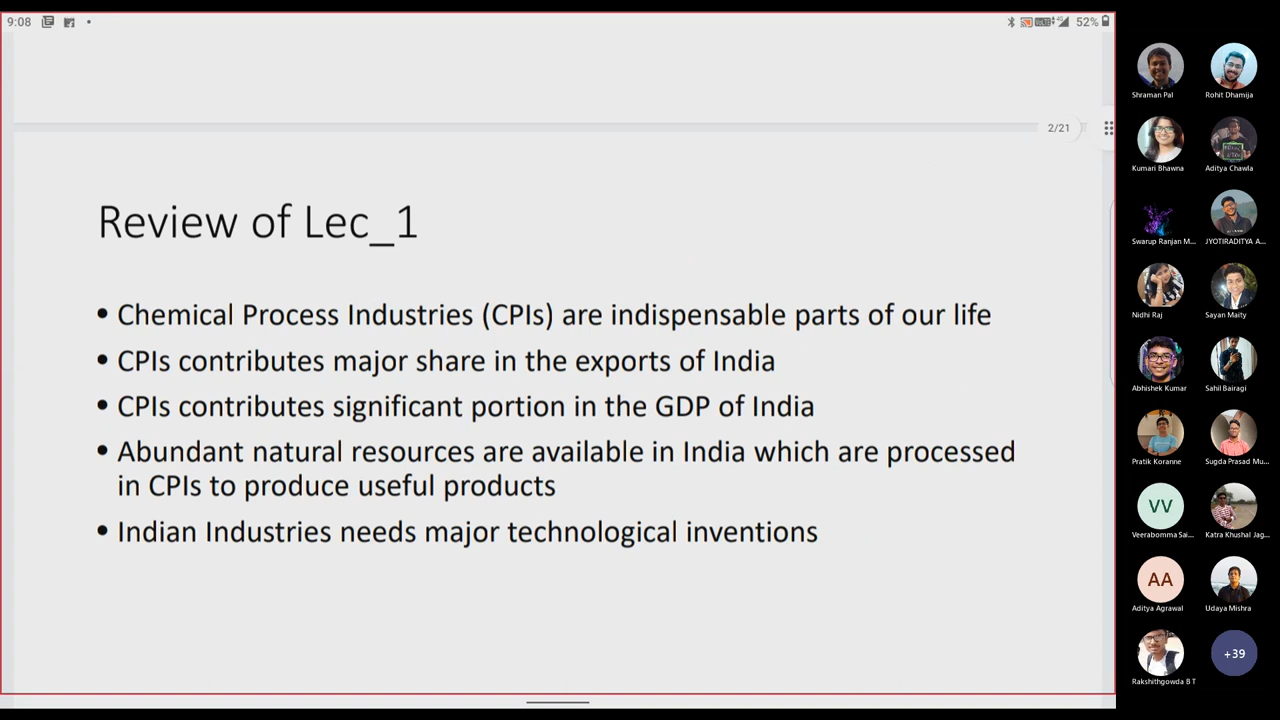 9:08
52%
2/21
Review of Lec_1
• Chemical Process Industries (CPIs) are indispensable parts of our life
• CPIs contributes major share in the exports of India
• CPIs contributes significant portion in the GDP of India
• Abundant natural resources are available in India which are processed
in CPIs to produce useful products
• Indian Industries needs major technological inventions
Shraman Pal
Rohit Dhamija
Kumari Bhawna
Aditya Chawla
Swarup Ranjan M...
JYOTIRADITYA A...
Nidhi Raj
Sayan Maity
Abhishek Kumar
Sahil Bairagi
Pratik Koranne
Sugda Prasad Mu...
VV
Veerabomma Sai...
Katra Khushal Jag...
AA
Aditya Agrawal
Udaya Mishra
Rakshithgowda B T
+39